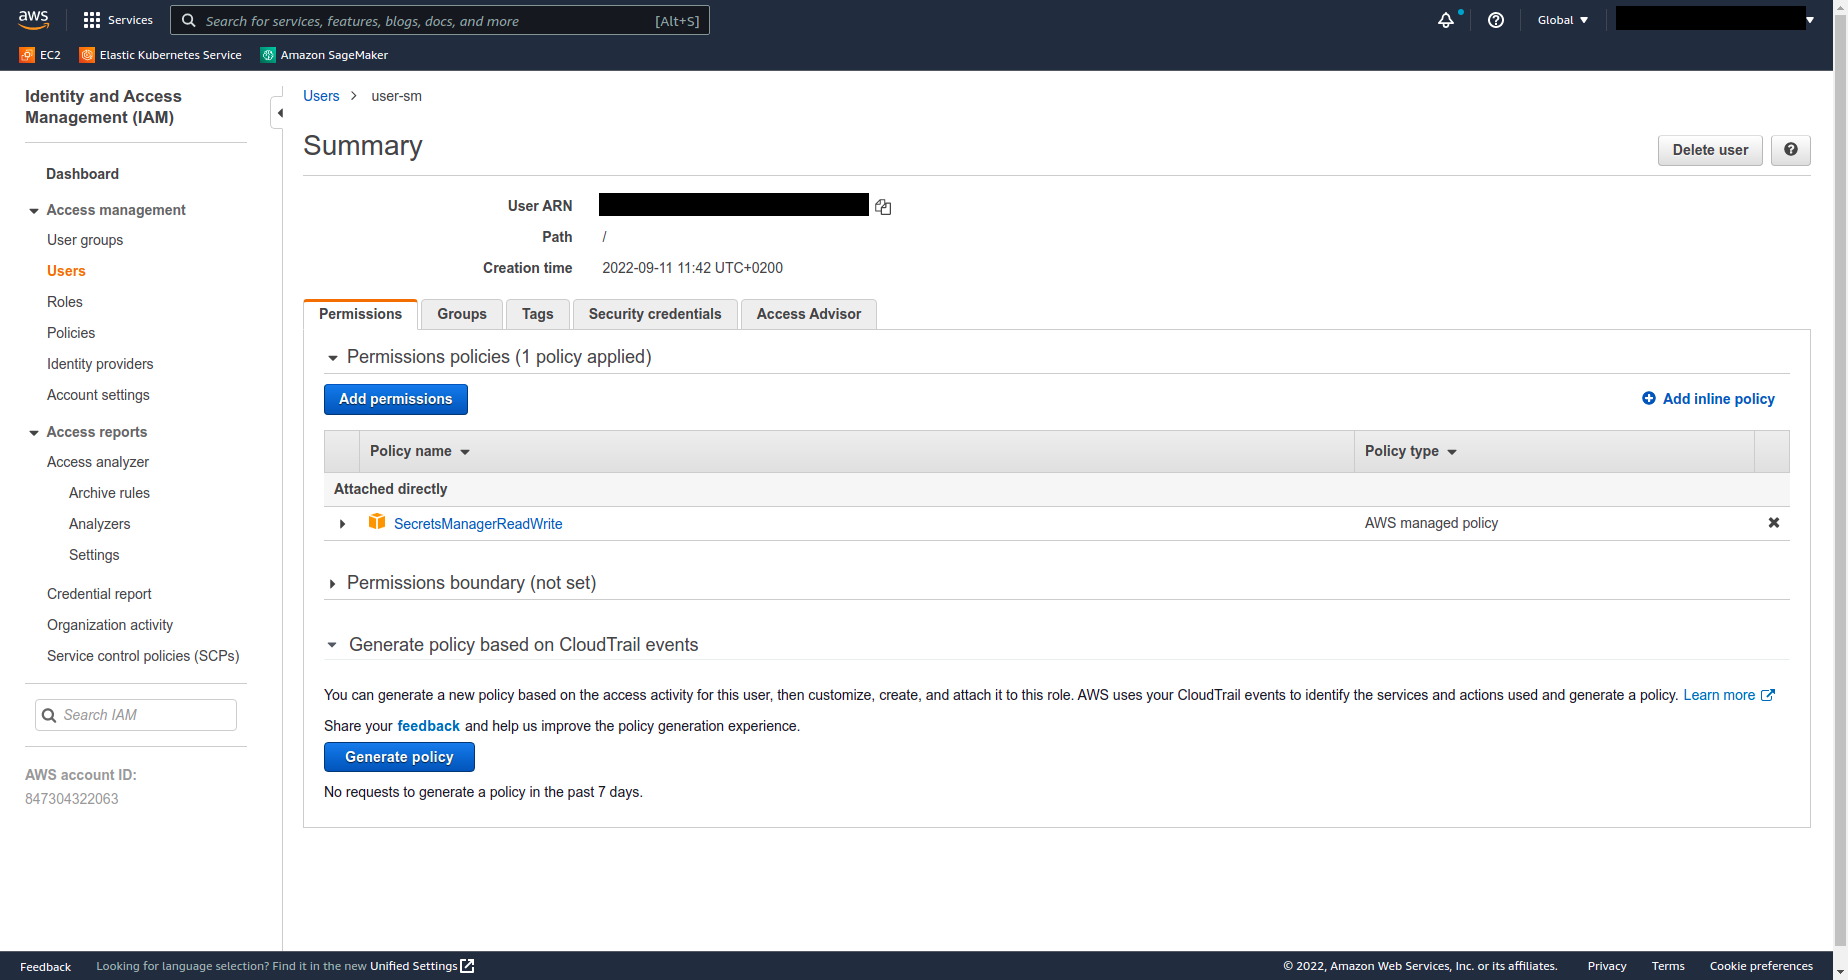 aws Services Search for services, features, blogs, docs, and more [Alt+S] Global
EC2 Elastic Kubernetes Service Amazon SageMaker
Identity and Access
Management (IAM)
Dashboard
Access management
User groups
Users
Roles
Policies
Identity providers
Account settings
Access reports
Access analyzer
Archive rules
Analyzers
Settings
Credential report
Organization activity
Service control policies (SCPs)
Search IAM
AWS account ID:
847304322063
Users > user-sm
Summary
Delete user
User ARN
Path /
Creation time 2022-09-11 11:42 UTC+0200
Permissions Groups Tags Security credentials Access Advisor
Permissions policies (1 policy applied)
Add permissions Add inline policy
Policy name Policy type
Attached directly
SecretsManagerReadWrite AWS managed policy
Permissions boundary (not set)
Generate policy based on CloudTrail events
You can generate a new policy based on the access activity for this user, then customize, create, and attach it to this role. AWS uses your CloudTrail events to identify the services and actions used and generate a policy. Learn more
Share your feedback and help us improve the policy generation experience.
Generate policy
No requests to generate a policy in the past 7 days.
Feedback Looking for language selection? Find it in the new Unified Settings © 2022, Amazon Web Services, Inc. or its affiliates. Privacy Terms Cookie preferences